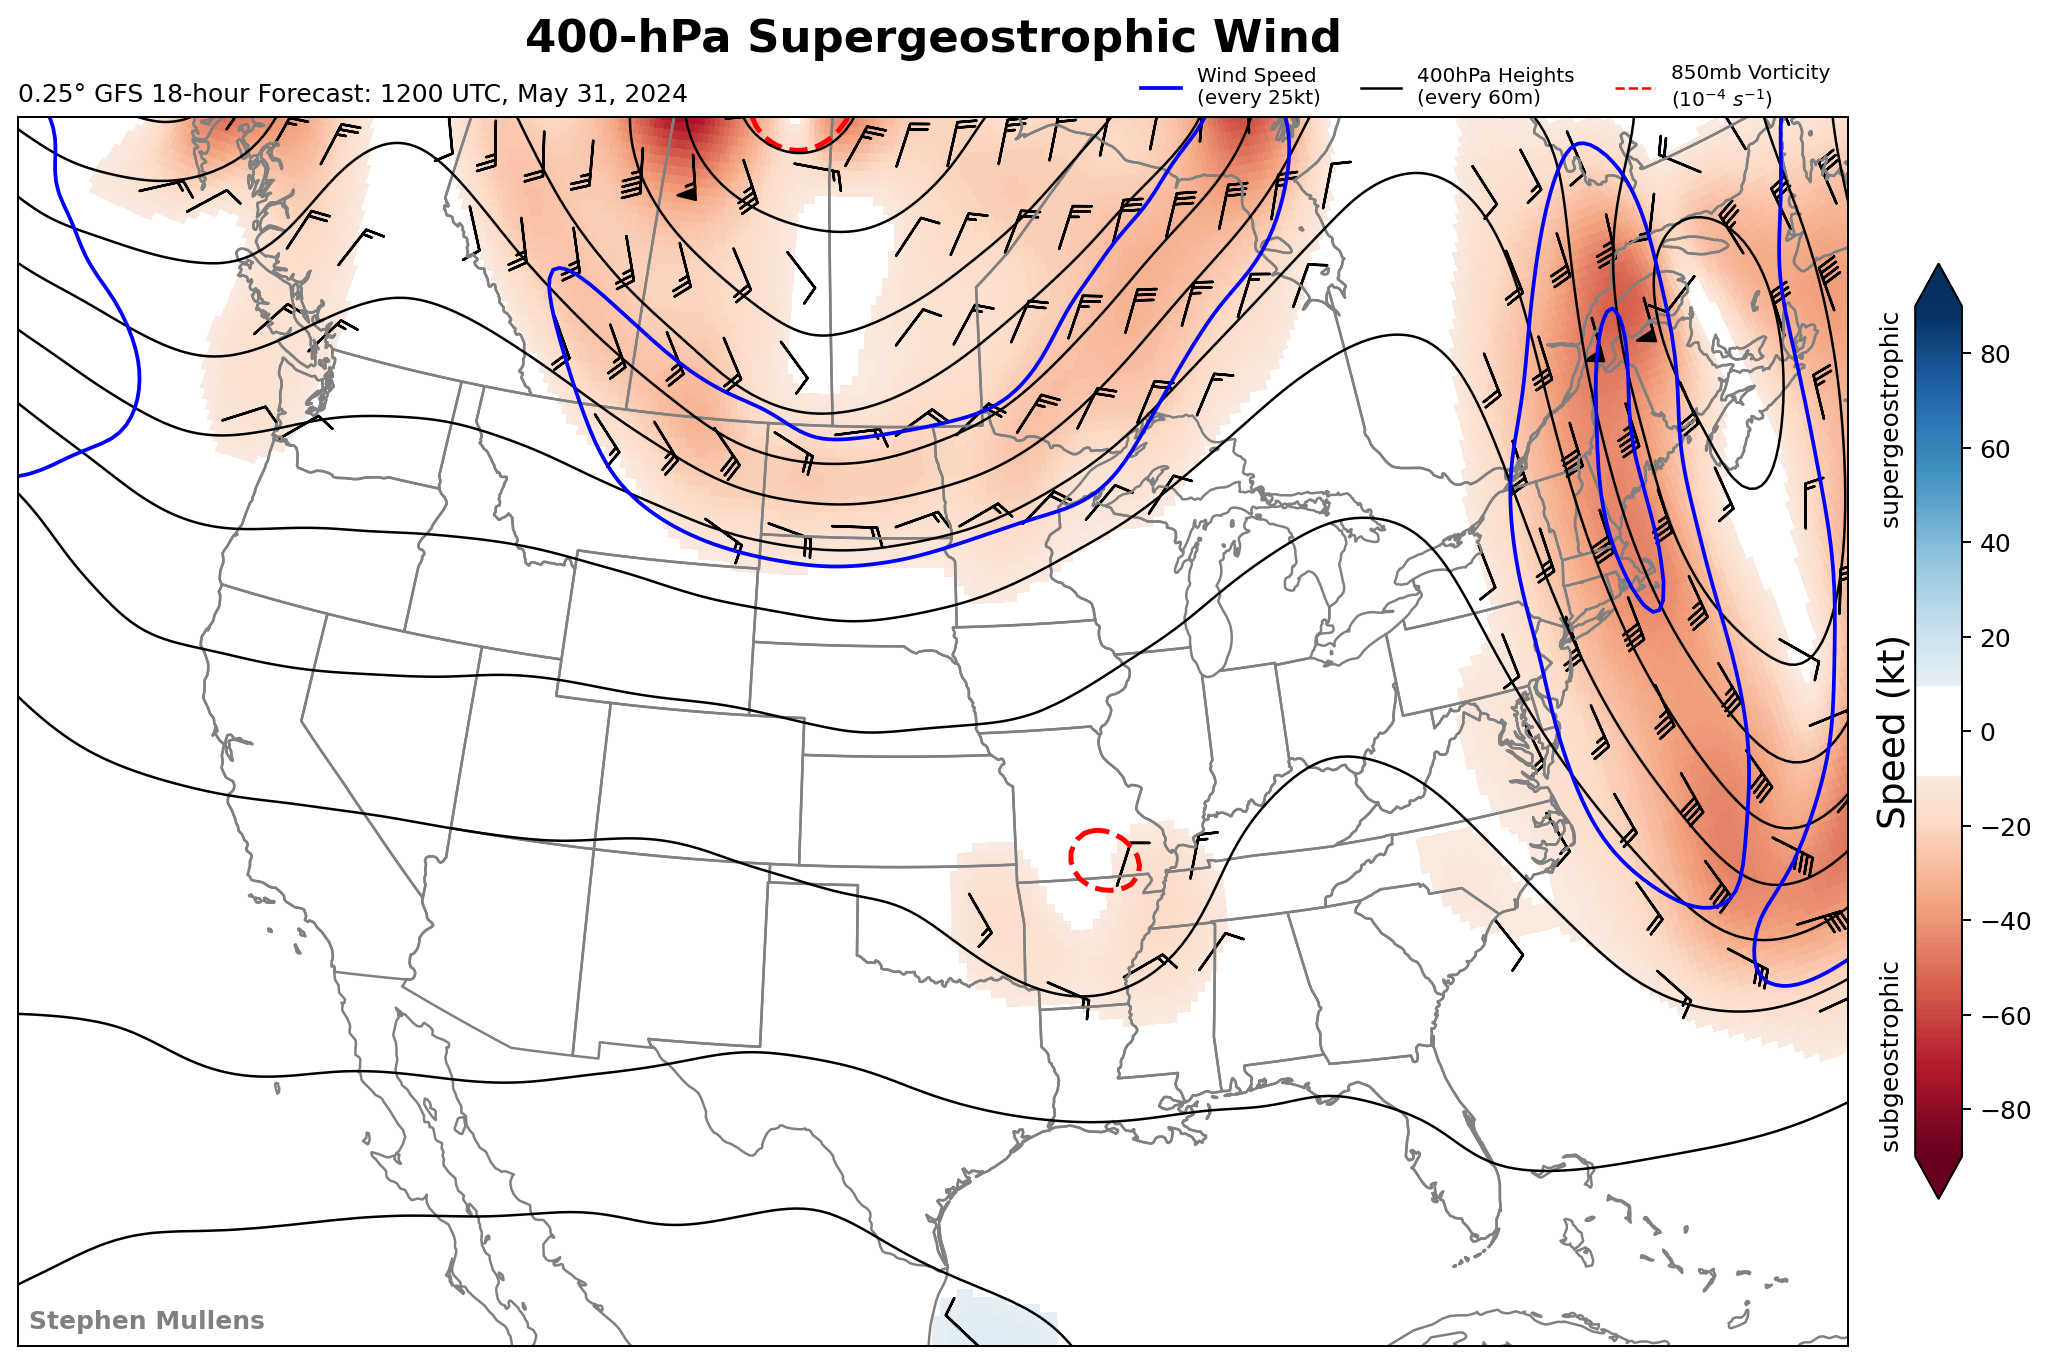 400-hPa Supergeostrophic Wind
0.25° GFS 18-hour Forecast: 1200 UTC, May 31, 2024
Wind Speed
(every 25kt)
400hPa Heights
(every 60m)
850mb Vorticity
(10⁻⁴ s⁻¹)
supergeostrophic
Speed (kt)
subgeostrophic
80
60
40
20
0
−20
−40
−60
−80
Stephen Mullens